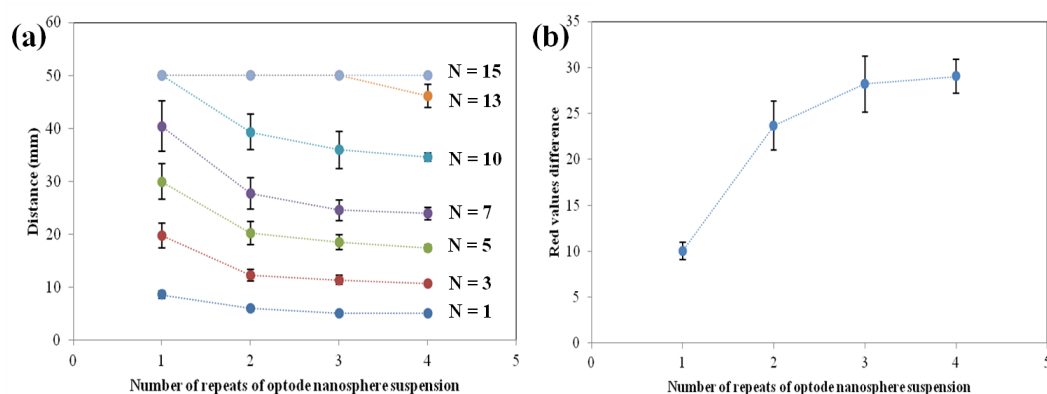 (a)
60
50
40
30
20
10
0
Distance (mm)
N = 15
N = 13
N = 10
N = 7
N = 5
N = 3
N = 1
0 1 2 3 4 5
Number of repeats of optode nanosphere suspension
(b)
35
30
25
20
15
10
5
0
Red values difference
0 1 2 3 4 5
Number of repeats of optode nanosphere suspension